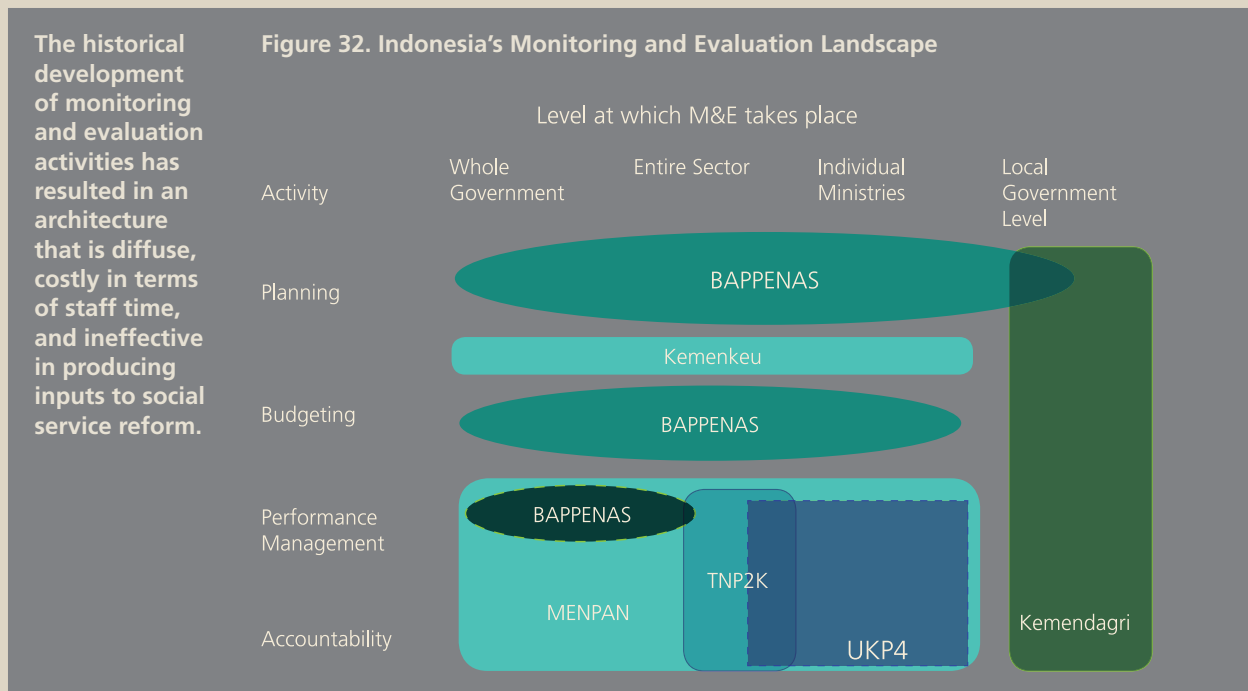 The historical
development
of monitoring
and evaluation
activities has
resulted in an
architecture
that is diffuse,
costly in terms
of staff time,
and ineffective
in producing
inputs to social
service reform.
Figure 32. Indonesia's Monitoring and Evaluation Landscape
Level at which M&E takes place
Activity
Whole
Government
Entire Sector
Individual
Ministries
Local
Government
Level
Planning
BAPPENAS
Kemenkeu
Budgeting
BAPPENAS
Performance
Management
BAPPENAS
TNP2K
MENPAN
Accountability
UKP4
Kemendagri